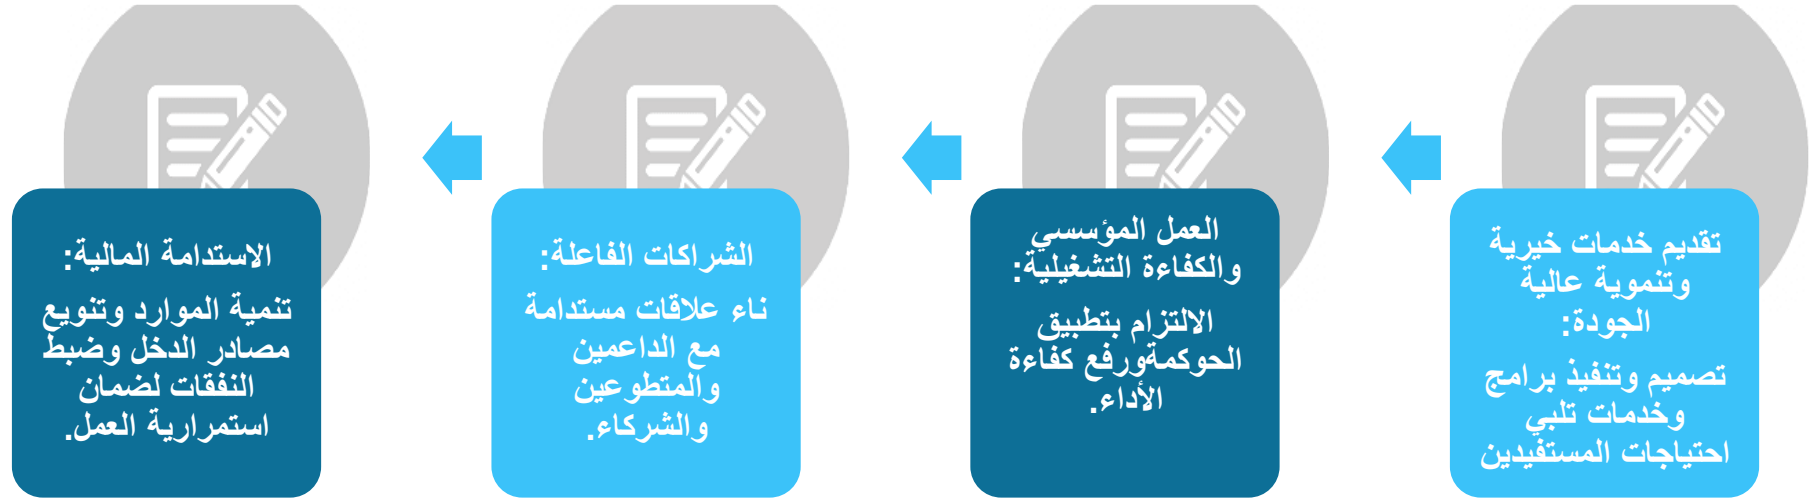 تقديم خدمات خيرية
وتنموية عالية
الجودة:
تصميم وتنفيذ برامج
وخدمات تلبي
احتياجات المستفيدين
العمل المؤسسي
والكفاءة التشغيلية:
الالتزام بتطبيق
الحوكمةورفع كفاءة
الأداء.
الشراكات الفاعلة:
ناء علاقات مستدامة
مع الداعمين
والمتطوعين
والشركاء.
الاستدامة المالية:
تنمية الموارد وتنويع
مصادر الدخل وضبط
النفقات لضمان
استمرارية العمل.